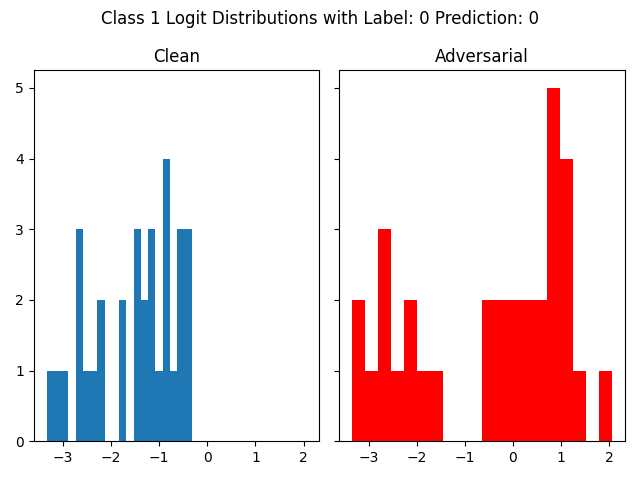 Class 1 Logit Distributions with Label: 0 Prediction: 0
Clean
Adversarial
5
4
3
2
1
0
−3 −2 −1 0 1 2
−3 −2 −1 0 1 2